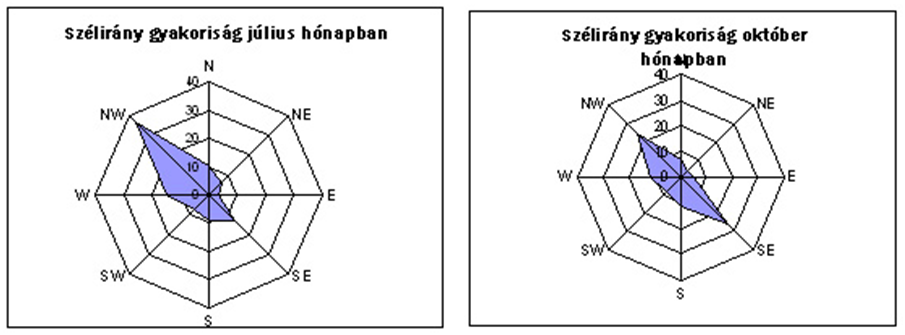 Szélirány gyakoriság július hónapban
N
40
NW
NE
30
20
10
W
0
E
SW
SE
S
Szélirány gyakoriság október
hónapban
N
40
NW
NE
30
20
10
W
0
E
SW
SE
S